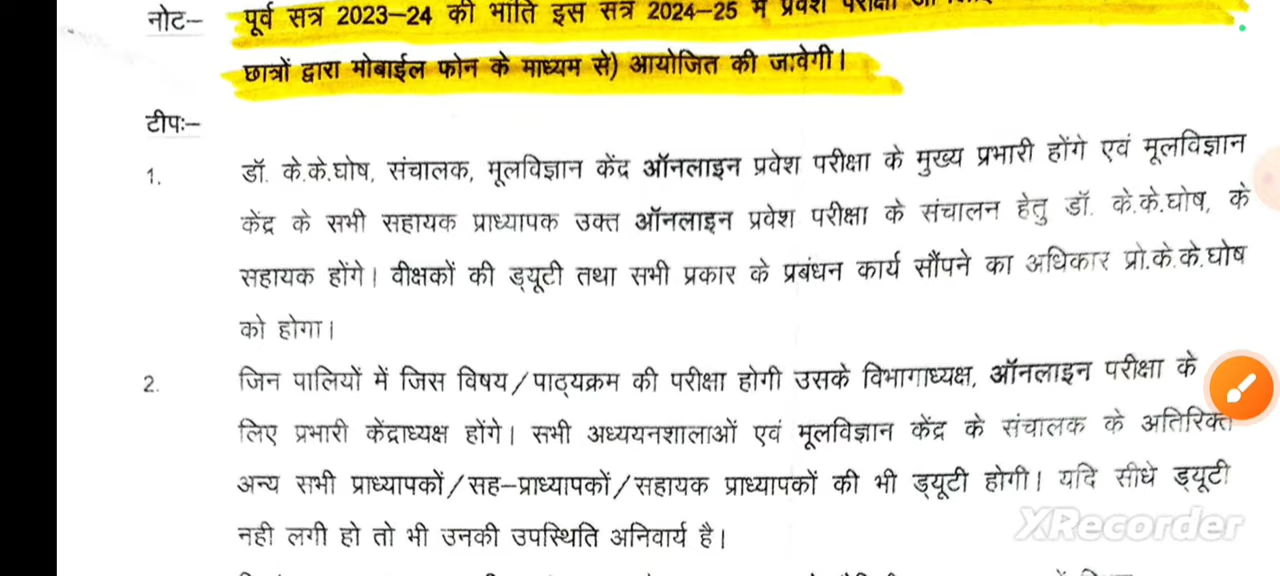 नोट– पूर्व सत्र 2023–24 की भांति इस सत्र 2024–25 में प्रवेश परीक्षा
छात्रों द्वारा मोबाईल फोन के माध्यम से) आयोजित की जावेगी।
टीपः–
1. डॉ. के.के.घोष, संचालक, मूलविज्ञान केंद्र ऑनलाइन प्रवेश परीक्षा के मुख्य प्रभारी होंगे एवं मूलविज्ञान
केंद्र के सभी सहायक प्राध्यापक उक्त ऑनलाइन प्रवेश परीक्षा के संचालन हेतु डॉ. के.के.घोष, के
सहायक होंगे। वीक्षकों की ड्यूटी तथा सभी प्रकार के प्रबंधन कार्य सौंपने का अधिकार प्रो.के.के.घोष
को होगा।
2. जिन पालियों में जिस विषय/पाठ्यक्रम की परीक्षा होगी उसके विभागाध्यक्ष, ऑनलाइन परीक्षा के
लिए प्रभारी केंद्राध्यक्ष होंगे। सभी अध्ययनशालाओं एवं मूलविज्ञान केंद्र के संचालक के अतिरिक्त
अन्य सभी प्राध्यापकों/सह–प्राध्यापकों/सहायक प्राध्यापकों की भी ड्यूटी होगी। यदि सीधे ड्यूटी
नही लगी हो तो भी उनकी उपस्थिति अनिवार्य है।
XRecorder